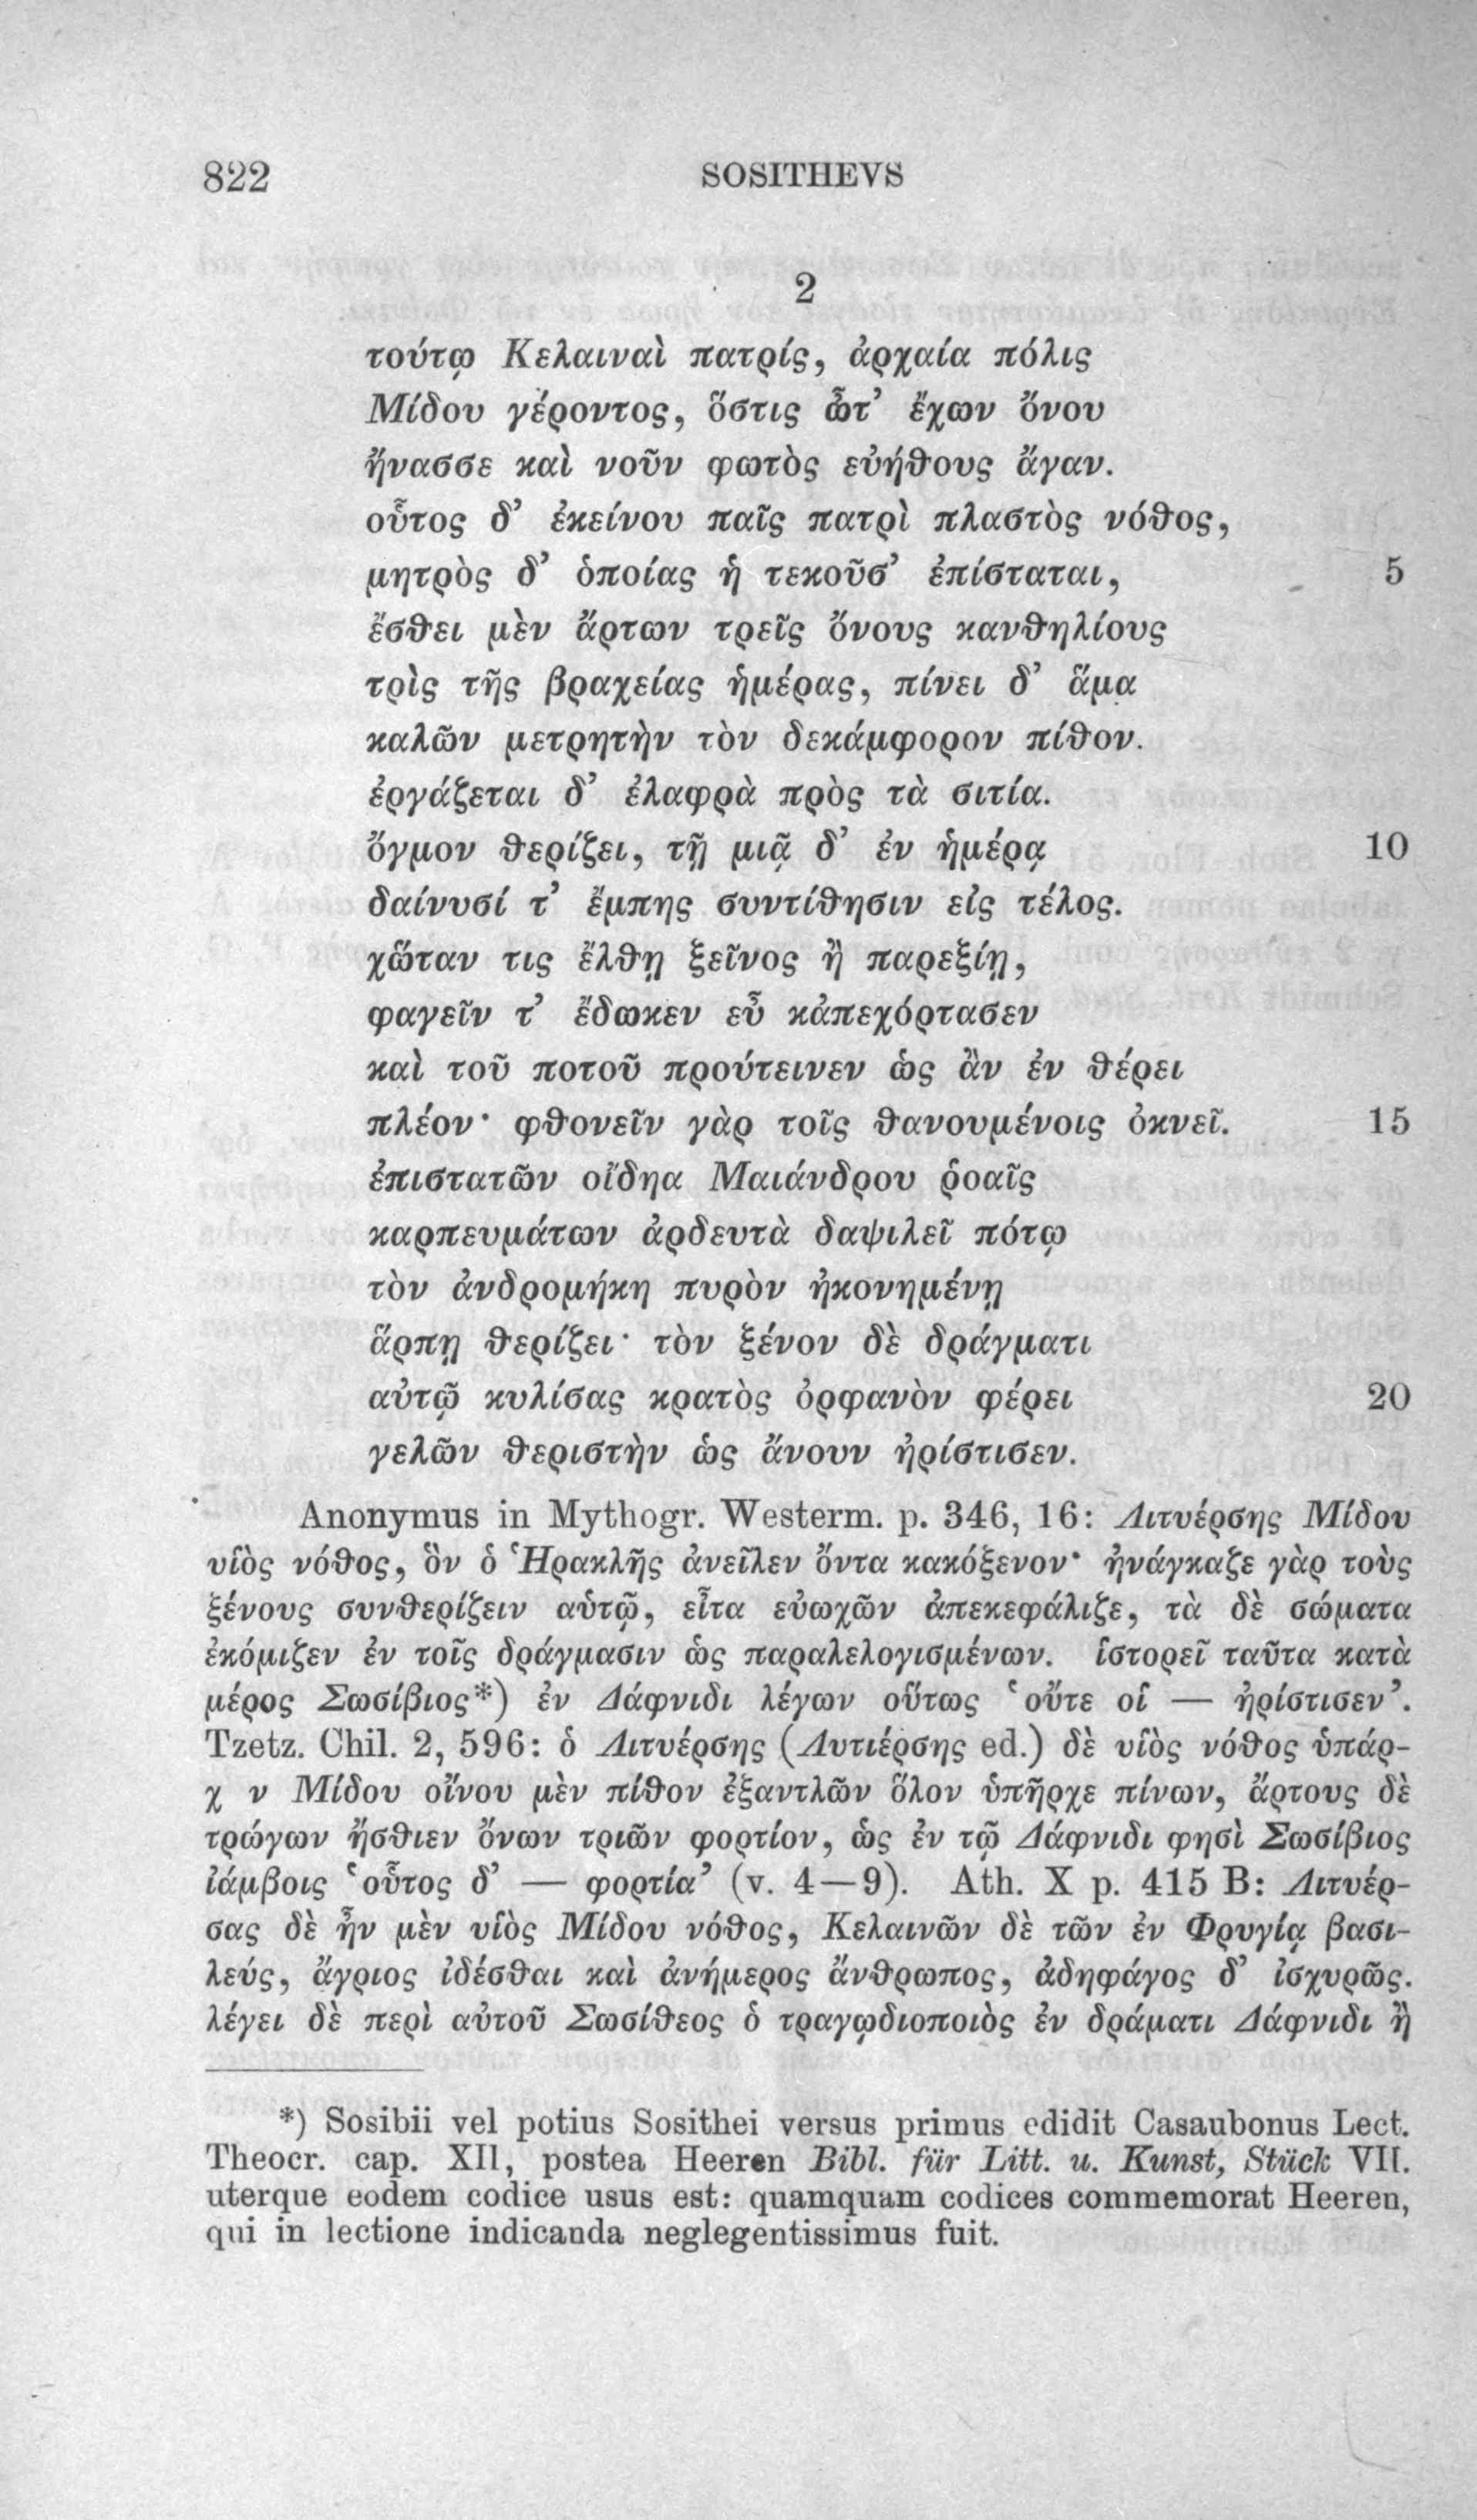 822 SOSITHEVS
2
τούτῳ Κελαιναὶ πατρίς, ἀρχαία πόλις
Μίδου γέροντος, ὅστις ὦτ’ ἔχων ὄνου
ἤνασσε καὶ νοῦν φωτὸς εὐήθους ἄγαν.
οὗτος δ’ ἐκείνου παῖς πατρὶ πλαστὸς νόθος,
μητρὸς δ’ ὁποίας ἡ τεκοῦσ’ ἐπίσταται, 5
ἔσθει μὲν ἄρτων τρεῖς ὄνους κανθηλίους
τρὶς τῆς βραχείας ἡμέρας, πίνει δ’ ἅμα
καλῶν μετρητὴν τὸν δεκάμφορον πίθον.
ἐργάζεται δ’ ἐλαφρὰ πρὸς τὰ σιτία.
ὄγμον θερίζει, τῇ μιᾷ δ’ ἐν ἡμέρᾳ 10
δαίνυσί τ’ ἔμπης συντίθησιν εἰς τέλος.
χὤταν τις ἔλθῃ ξεῖνος ἢ παρεξίῃ,
φαγεῖν τ’ ἔδωκεν εὖ κἀπεχόρτασεν
καὶ τοῦ ποτοῦ προύτεινεν ὡς ἂν ἐν θέρει
πλέον· φθονεῖν γὰρ τοῖς θανουμένοις ὀκνεῖ. 15
ἐπιστατῶν οἴδηα Μαιάνδρου ῥοαῖς
καρπευμάτων ἀρδευτὰ δαψιλεῖ πότῳ
τὸν ἀνδρομήκη πυρὸν ἠκονημένῃ
ἅρπῃ θερίζει· τὸν ξένον δὲ δράγματι
αὐτῷ κυλίσας κρατὸς ὀρφανὸν φέρει 20
γελῶν θεριστὴν ὡς ἄνουν ἠρίστισεν.
Anonymus in Mythogr. Westerm. p. 346, 16: Λιτυέρσης Μίδου
υἱὸς νόθος, ὃν ὁ Ἡρακλῆς ἀνεῖλεν ὄντα κακόξενον· ἠνάγκαζε γὰρ τοὺς
ξένους συνθερίζειν αὑτῷ, εἶτα εὐωχῶν ἀπεκεφάλιζε, τὰ δὲ σώματα
ἐκόμιζεν ἐν τοῖς δράγμασιν ὡς παραλελογισμένων. ἱστορεῖ ταῦτα κατὰ
μέρος Σωσίβιος*) ἐν Δάφνιδι λέγων οὕτως ‘οὔτε οἱ — ἠρίστισεν’.
Tzetz. Chil. 2, 596: ὁ Λιτυέρσης (Λυτιέρσης ed.) δὲ υἱὸς νόθος ὑπάρ-
χ ν Μίδου οἴνου μὲν πίθον ἐξαντλῶν ὅλον ὑπῆρχε πίνων, ἄρτους δὲ
τρώγων ἤσθιεν ὄνων τριῶν φορτίον, ὡς ἐν τῷ Δάφνιδι φησὶ Σωσίβιος
ἰάμβοις ‘οὗτος δ’ — φορτία’ (v. 4—9). Ath. X p. 415 B: Λιτυέρ-
σας δὲ ἦν μὲν υἱὸς Μίδου νόθος, Κελαινῶν δὲ τῶν ἐν Φρυγίᾳ βασι-
λεύς, ἄγριος ἰδέσθαι καὶ ἀνήμερος ἄνθρωπος, ἀδηφάγος δ’ ἰσχυρῶς.
λέγει δὲ περὶ αὐτοῦ Σωσίθεος ὁ τραγῳδιοποιὸς ἐν δράματι Δάφνιδι ἢ
*) Sosibii vel potius Sosithei versus primus edidit Casaubonus Lect.
Theocr. cap. XII, postea Heeren Bibl. für Litt. u. Kunst, Stück VII.
uterque eodem codice usus est: quamquam codices commemorat Heeren,
qui in lectione indicanda neglegentissimus fuit.